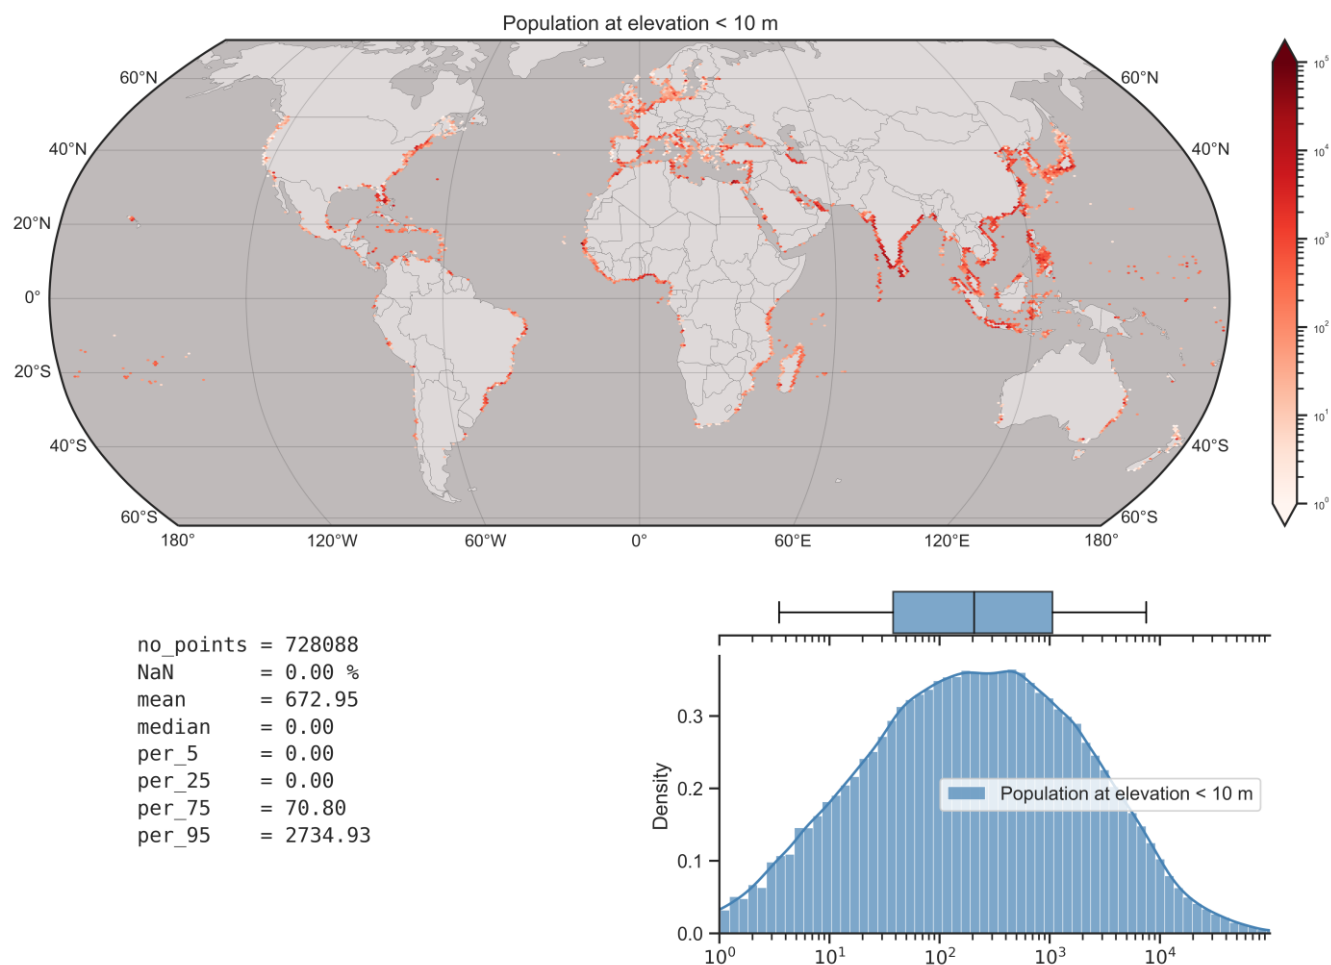 Population at elevation < 10 m
60°N 60°N
40°N 40°N
20°N 20°N
0° 0°
20°S 20°S
40°S 40°S
60°S 60°S
180° 120°W 60°W 0° 60°E 120°E 180°
10⁵
10⁴
10³
10²
10¹
10⁰
no_points = 728088
NaN = 0.00 %
mean = 672.95
median = 0.00
per_5 = 0.00
per_25 = 0.00
per_75 = 70.80
per_95 = 2734.93
Density
0.3
0.2
0.1
0.0
Population at elevation < 10 m
10⁰ 10¹ 10² 10³ 10⁴